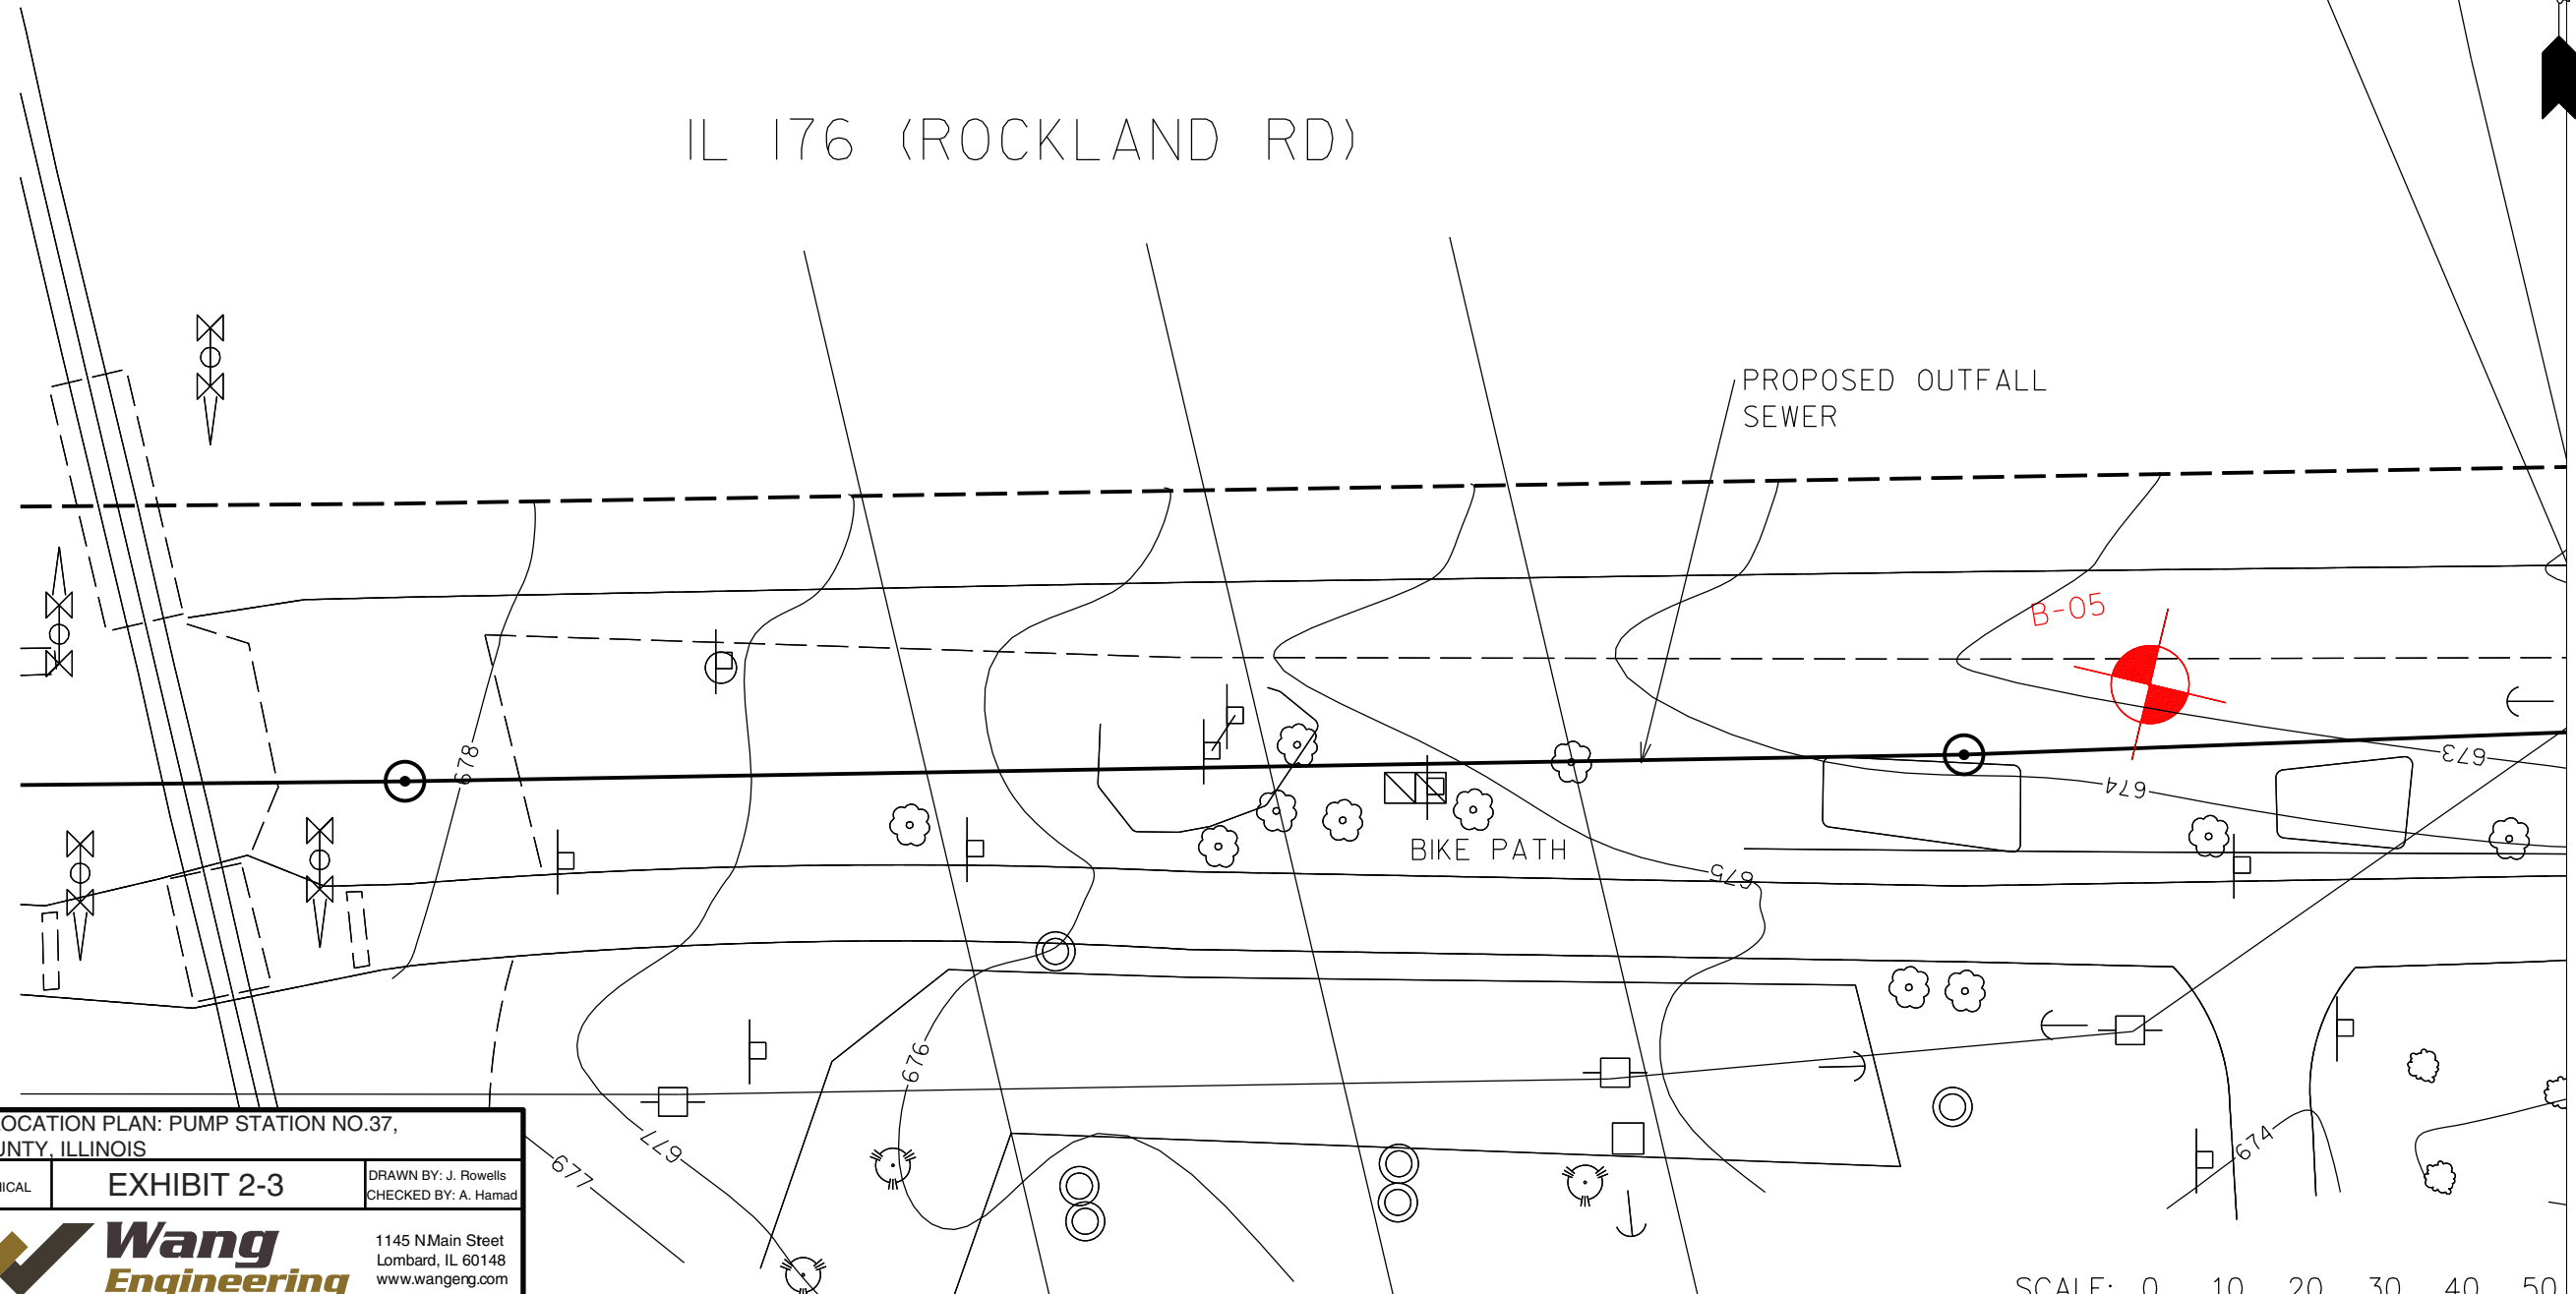 IL 176 (ROCKLAND RD)
PROPOSED OUTFALL
SEWER
B-05
678
673
674
BIKE PATH
675
676
677
677
674
OCATION PLAN: PUMP STATION NO.37,
UNTY, ILLINOIS
ICAL
EXHIBIT 2-3
DRAWN BY: J. Rowells
CHECKED BY: A. Hamad
Wang
Engineering
1145 N.Main Street
Lombard, IL 60148
www.wangeng.com
SCALE: 0 10 20 30 40 50